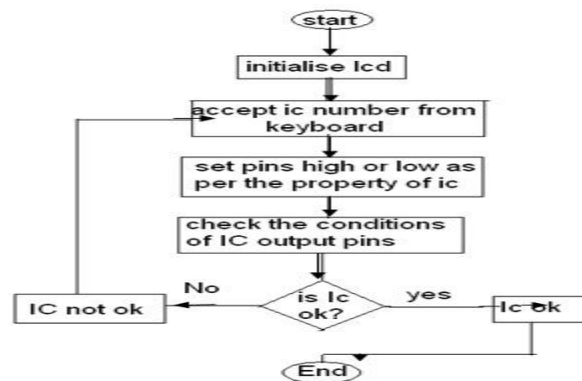 start
initialise lcd
accept ic number from
keyboard
set pins high or low as
per the property of ic
check the conditions
of IC output pins
No
is Ic
ok?
yes
IC not ok
Ic ok
End